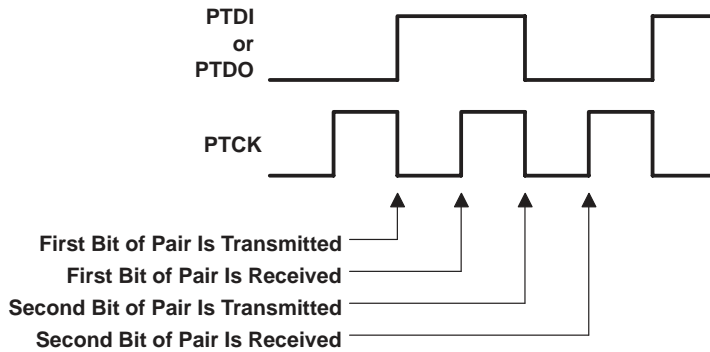 PTDI
or
PTDO
PTCK
First Bit of Pair Is Transmitted
First Bit of Pair Is Received
Second Bit of Pair Is Transmitted
Second Bit of Pair Is Received